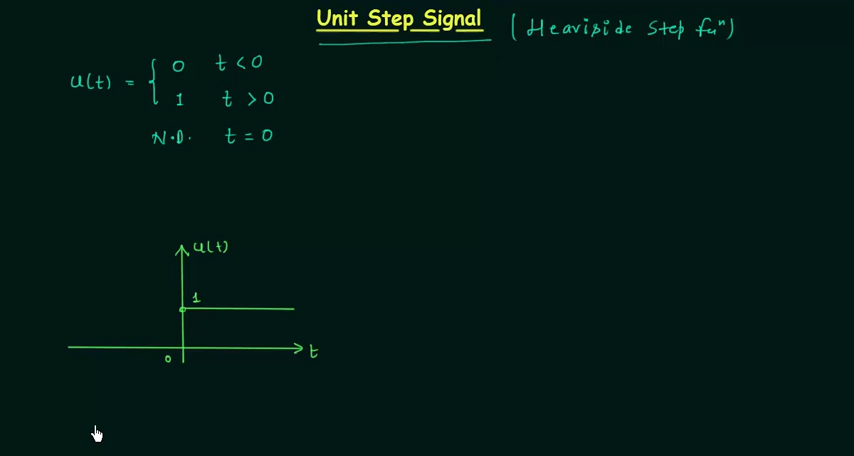 Unit Step Signal (Heaviside Step fuⁿ)
u(t) = { 0 t < 0
1 t > 0
N.D. t = 0
u(t)
1
0 t